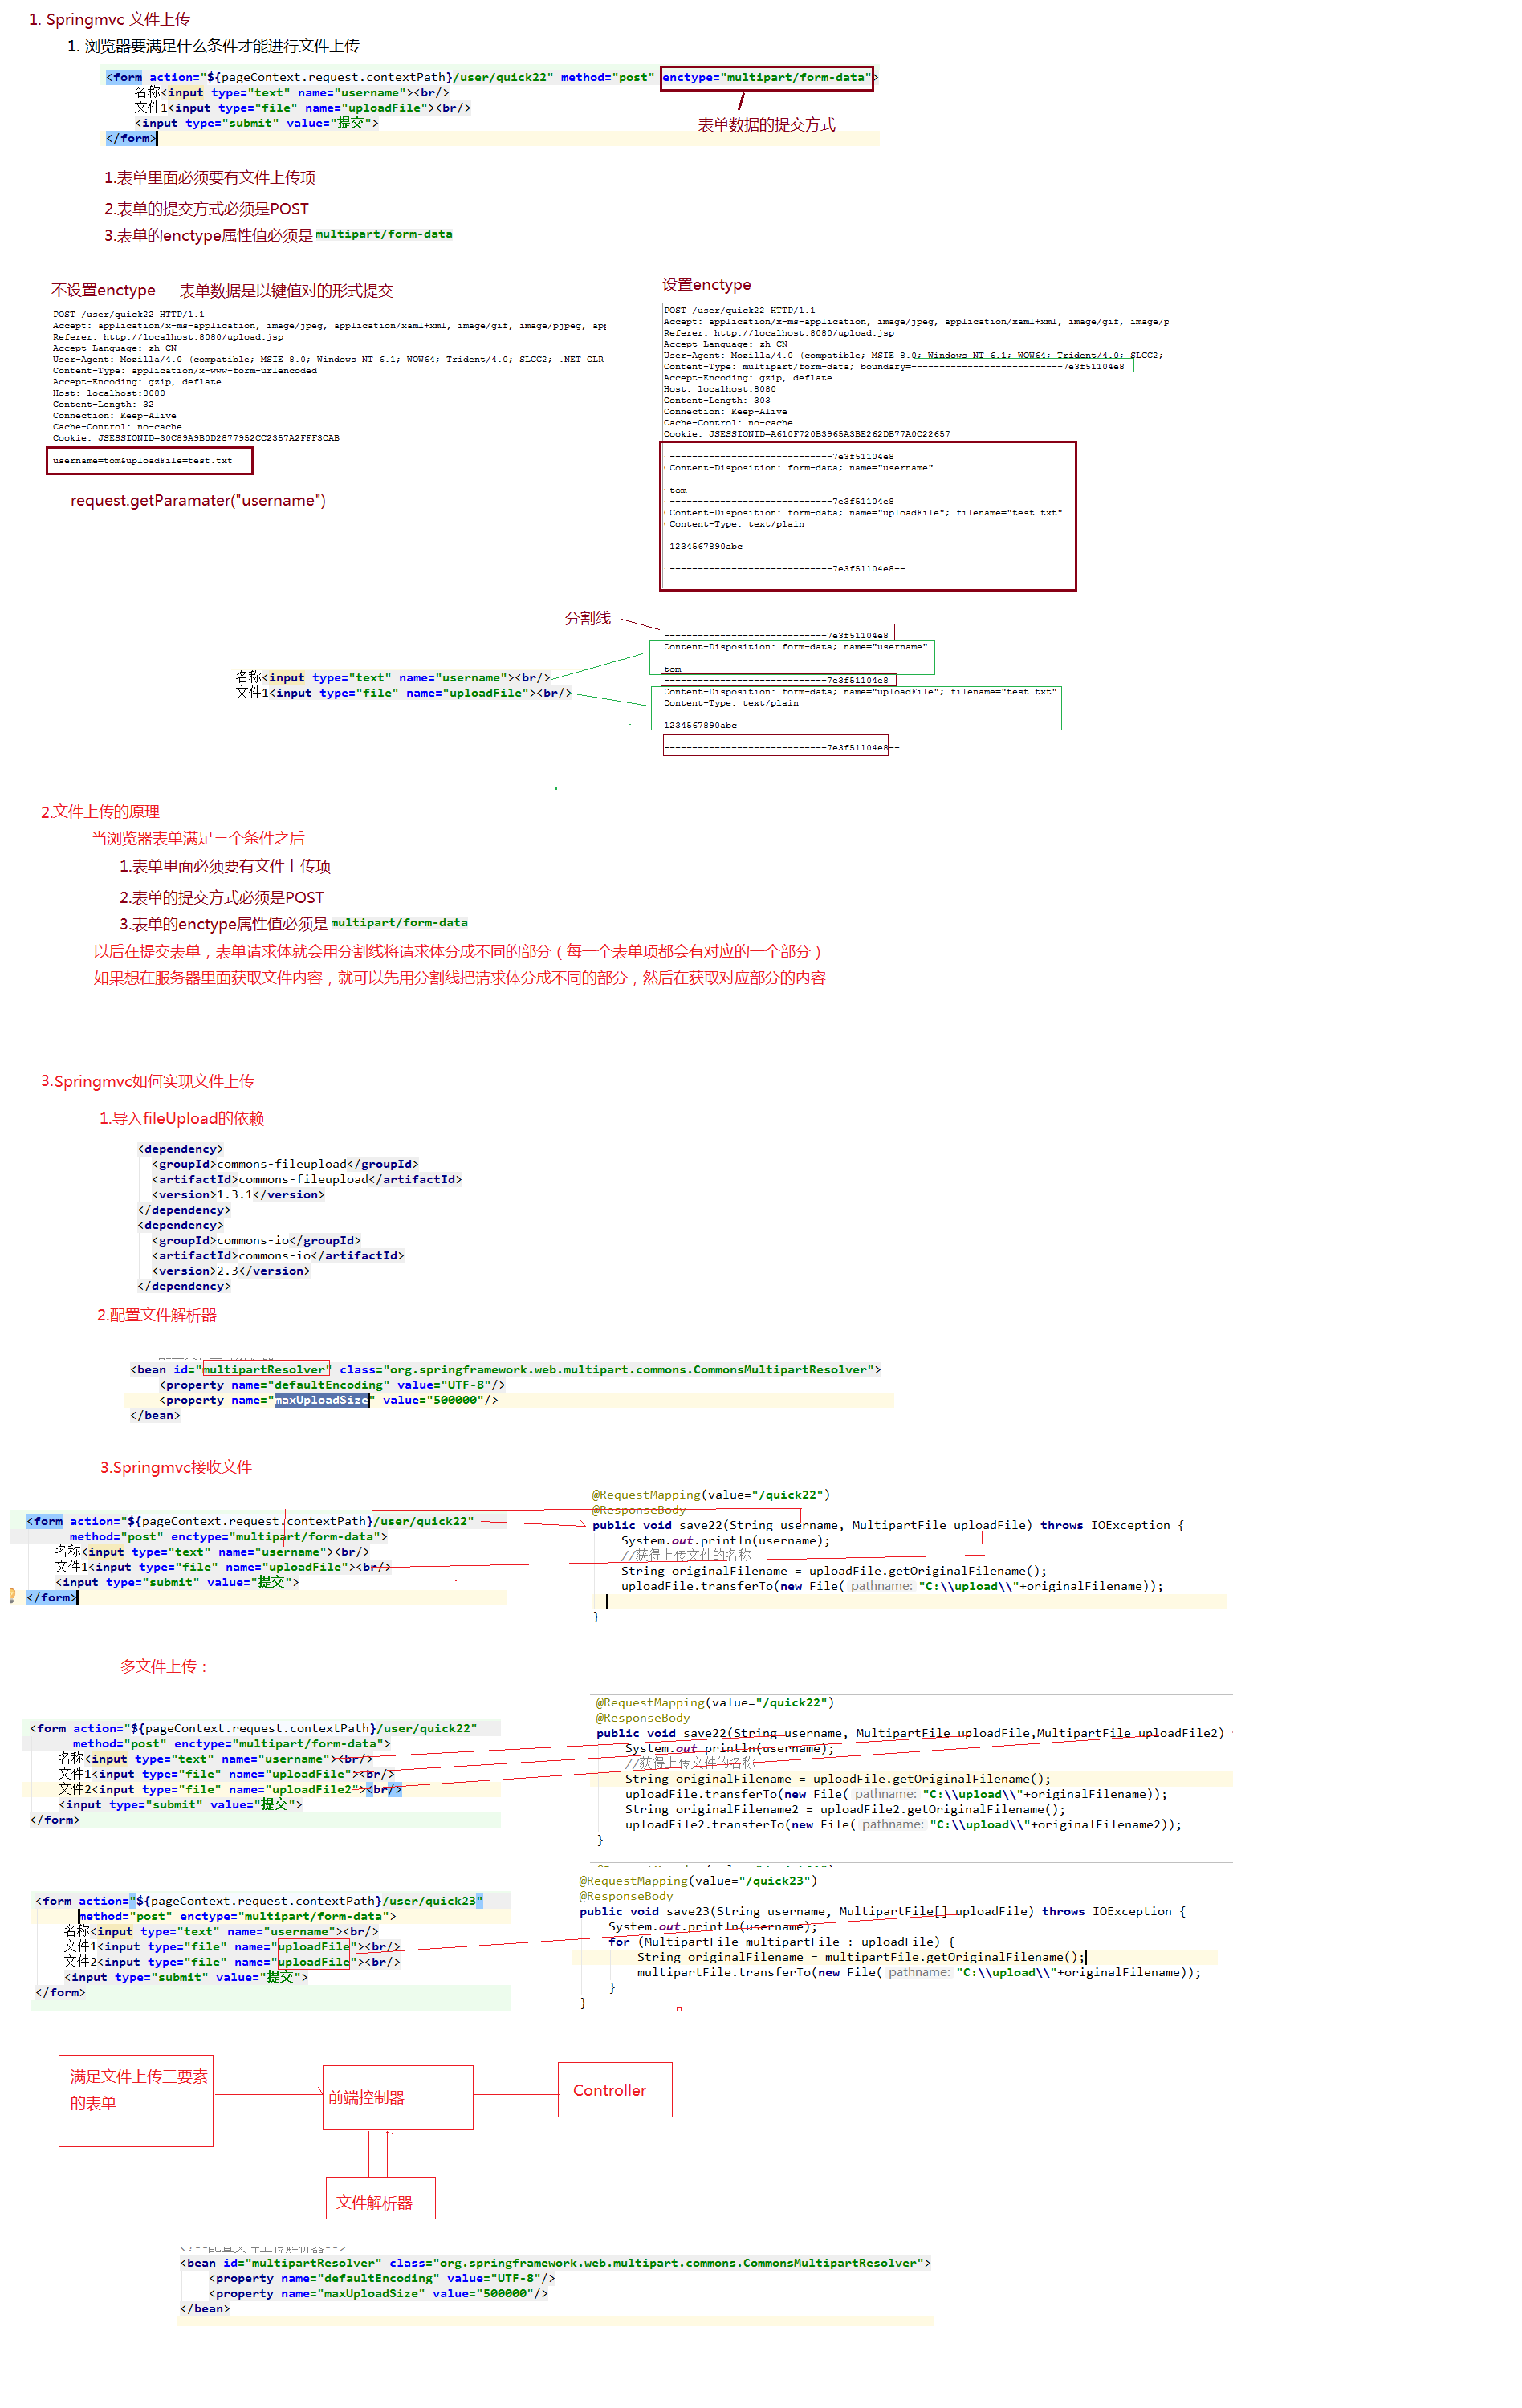 1. Springmvc 文件上传
1. 浏览器要满足什么条件才能进行文件上传
<form action="${pageContext.request.contextPath}/user/quick22" method="post" enctype="multipart/form-data">
名称<input type="text" name="username"><br/>
文件1<input type="file" name="uploadFile"><br/>
<input type="submit" value="提交">
</form>
表单数据的提交方式
1.表单里面必须要有文件上传项
2.表单的提交方式必须是POST
3.表单的enctype属性值必须是 multipart/form-data
不设置enctype 表单数据是以键值对的形式提交
POST /user/quick22 HTTP/1.1
Accept: application/x-ms-application, image/jpeg, application/xaml+xml, image/gif, image/pjpeg, app
Referer: http://localhost:8080/upload.jsp
Accept-Language: zh-CN
User-Agent: Mozilla/4.0 (compatible; MSIE 8.0; Windows NT 6.1; WOW64; Trident/4.0; SLCC2; .NET CLR
Content-Type: application/x-www-form-urlencoded
Accept-Encoding: gzip, deflate
Host: localhost:8080
Content-Length: 32
Connection: Keep-Alive
Cache-Control: no-cache
Cookie: JSESSIONID=30C89A9B0D2877952CC2357A2FFF3CAB
username=tom&uploadFile=test.txt
request.getParamater("username")
设置enctype
POST /user/quick22 HTTP/1.1
Accept: application/x-ms-application, image/jpeg, application/xaml+xml, image/gif, image/p
Referer: http://localhost:8080/upload.jsp
Accept-Language: zh-CN
User-Agent: Mozilla/4.0 (compatible; MSIE 8.0; Windows NT 6.1; WOW64; Trident/4.0; SLCC2;
Content-Type: multipart/form-data; boundary=---------------------------7e3f51104e8
Accept-Encoding: gzip, deflate
Host: localhost:8080
Content-Length: 303
Connection: Keep-Alive
Cache-Control: no-cache
Cookie: JSESSIONID=A610F720B3965A3BE262DB77A0C22657
-----------------------------7e3f51104e8
Content-Disposition: form-data; name="username"
tom
-----------------------------7e3f51104e8
Content-Disposition: form-data; name="uploadFile"; filename="test.txt"
Content-Type: text/plain
1234567890abc
-----------------------------7e3f51104e8--
分割线
-----------------------------7e3f51104e8
Content-Disposition: form-data; name="username"
tom
-----------------------------7e3f51104e8
Content-Disposition: form-data; name="uploadFile"; filename="test.txt"
Content-Type: text/plain
1234567890abc
-----------------------------7e3f51104e8--
名称<input type="text" name="username"><br/>
文件1<input type="file" name="uploadFile"><br/>
2.文件上传的原理
当浏览器表单满足三个条件之后
1.表单里面必须要有文件上传项
2.表单的提交方式必须是POST
3.表单的enctype属性值必须是 multipart/form-data
以后在提交表单，表单请求体就会用分割线将请求体分成不同的部分（每一个表单项都会有对应的一个部分）
如果想在服务器里面获取文件内容，就可以先用分割线把请求体分成不同的部分，然后在获取对应部分的内容
3.Springmvc如何实现文件上传
1.导入fileUpload的依赖
<dependency>
<groupId>commons-fileupload</groupId>
<artifactId>commons-fileupload</artifactId>
<version>1.3.1</version>
</dependency>
<dependency>
<groupId>commons-io</groupId>
<artifactId>commons-io</artifactId>
<version>2.3</version>
</dependency>
2.配置文件解析器
<bean id="multipartResolver" class="org.springframework.web.multipart.commons.CommonsMultipartResolver">
<property name="defaultEncoding" value="UTF-8"/>
<property name="maxUploadSize" value="500000"/>
</bean>
3.Springmvc接收文件
<form action="${pageContext.request.contextPath}/user/quick22"
method="post" enctype="multipart/form-data">
名称<input type="text" name="username"><br/>
文件1<input type="file" name="uploadFile"><br/>
<input type="submit" value="提交">
</form>
@RequestMapping(value="/quick22")
@ResponseBody
public void save22(String username, MultipartFile uploadFile) throws IOException {
System.out.println(username);
//获得上传文件的名称
String originalFilename = uploadFile.getOriginalFilename();
uploadFile.transferTo(new File( pathname: "C:\\upload\\"+originalFilename));
}
多文件上传：
<form action="${pageContext.request.contextPath}/user/quick22"
method="post" enctype="multipart/form-data">
名称<input type="text" name="username"><br/>
文件1<input type="file" name="uploadFile"><br/>
文件2<input type="file" name="uploadFile2"><br/>
<input type="submit" value="提交">
</form>
@RequestMapping(value="/quick22")
@ResponseBody
public void save22(String username, MultipartFile uploadFile,MultipartFile uploadFile2)
System.out.println(username);
//获得上传文件的名称
String originalFilename = uploadFile.getOriginalFilename();
uploadFile.transferTo(new File( pathname: "C:\\upload\\"+originalFilename));
String originalFilename2 = uploadFile2.getOriginalFilename();
uploadFile2.transferTo(new File( pathname: "C:\\upload\\"+originalFilename2));
}
<form action="${pageContext.request.contextPath}/user/quick23"
method="post" enctype="multipart/form-data">
名称<input type="text" name="username"><br/>
文件1<input type="file" name="uploadFile"><br/>
文件2<input type="file" name="uploadFile"><br/>
<input type="submit" value="提交">
</form>
@RequestMapping(value="/quick23")
@ResponseBody
public void save23(String username, MultipartFile[] uploadFile) throws IOException {
System.out.println(username);
for (MultipartFile multipartFile : uploadFile) {
String originalFilename = multipartFile.getOriginalFilename();
multipartFile.transferTo(new File( pathname: "C:\\upload\\"+originalFilename));
}
}
满足文件上传三要素
的表单
前端控制器
Controller
文件解析器
<!--配置文件上传解析器-->
<bean id="multipartResolver" class="org.springframework.web.multipart.commons.CommonsMultipartResolver">
<property name="defaultEncoding" value="UTF-8"/>
<property name="maxUploadSize" value="500000"/>
</bean>